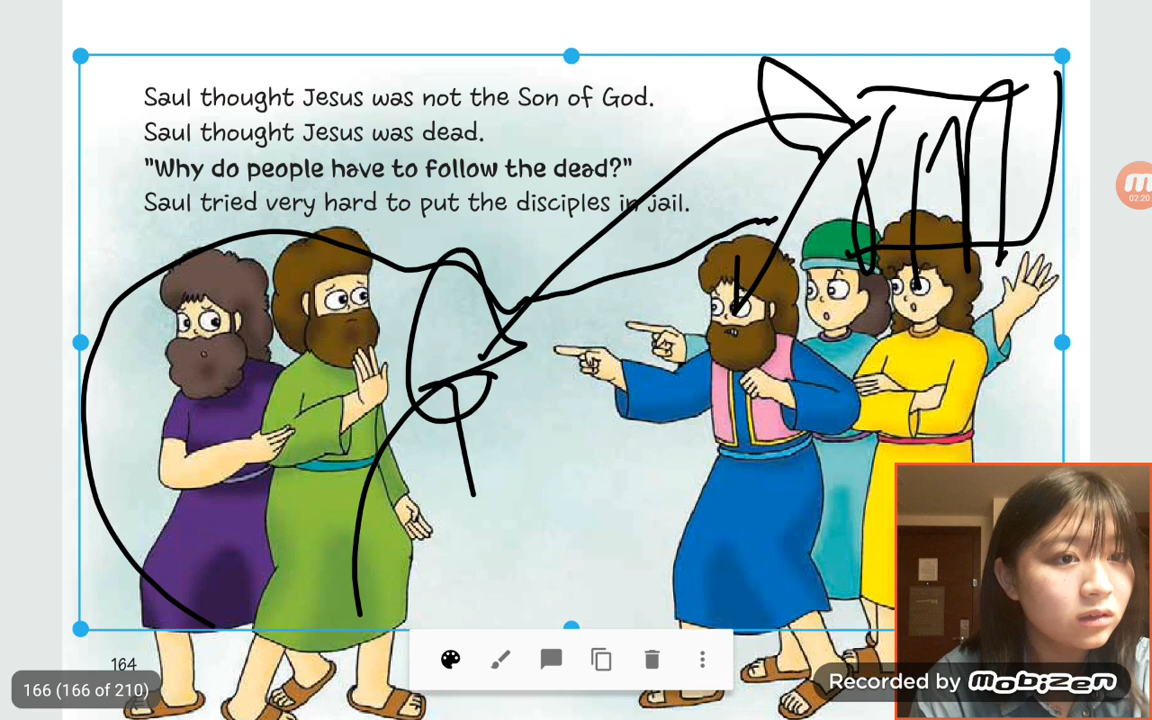 Saul thought Jesus was not the Son of God.
Saul thought Jesus was dead.
"Why do people have to follow the dead?"
Saul tried very hard to put the disciples in jail.
02:20
164
166 (166 of 210)
Recorded by mobizen